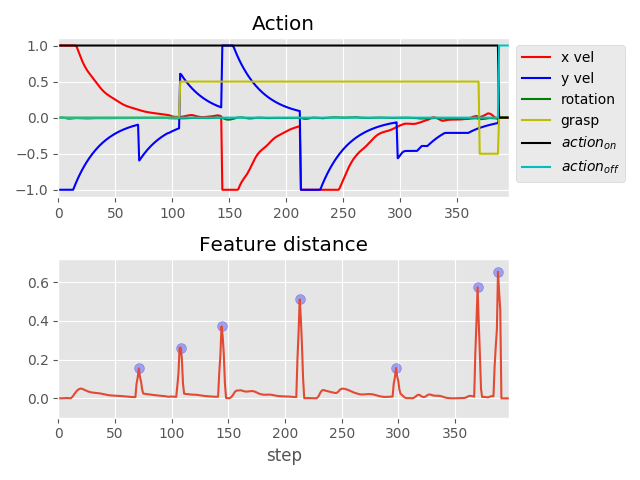 Action
1.0
0.5
0.0
−0.5
−1.0
0 50 100 150 200 250 300 350
x vel
y vel
rotation
grasp
action_on
action_off
Feature distance
0.6
0.4
0.2
0.0
0 50 100 150 200 250 300 350
step